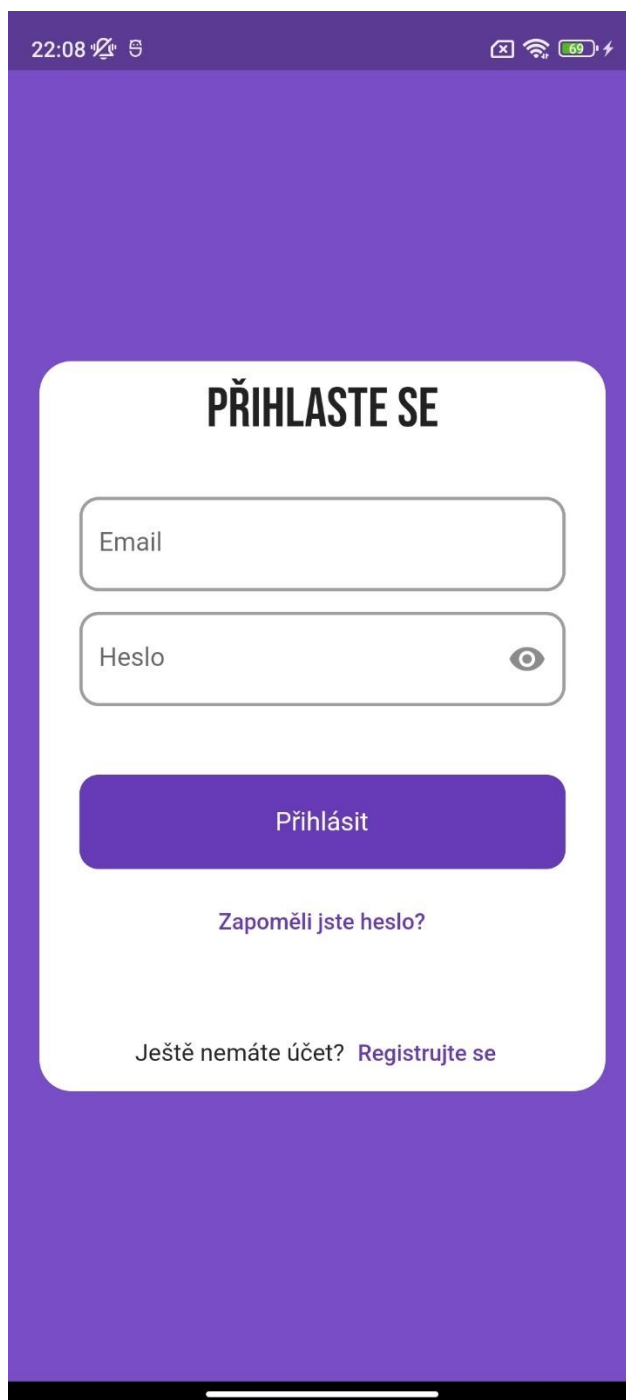 22:08
69
PŘIHLASTE SE
Email
Heslo
Přihlásit
Zapoměli jste heslo?
Ještě nemáte účet? Registrujte se